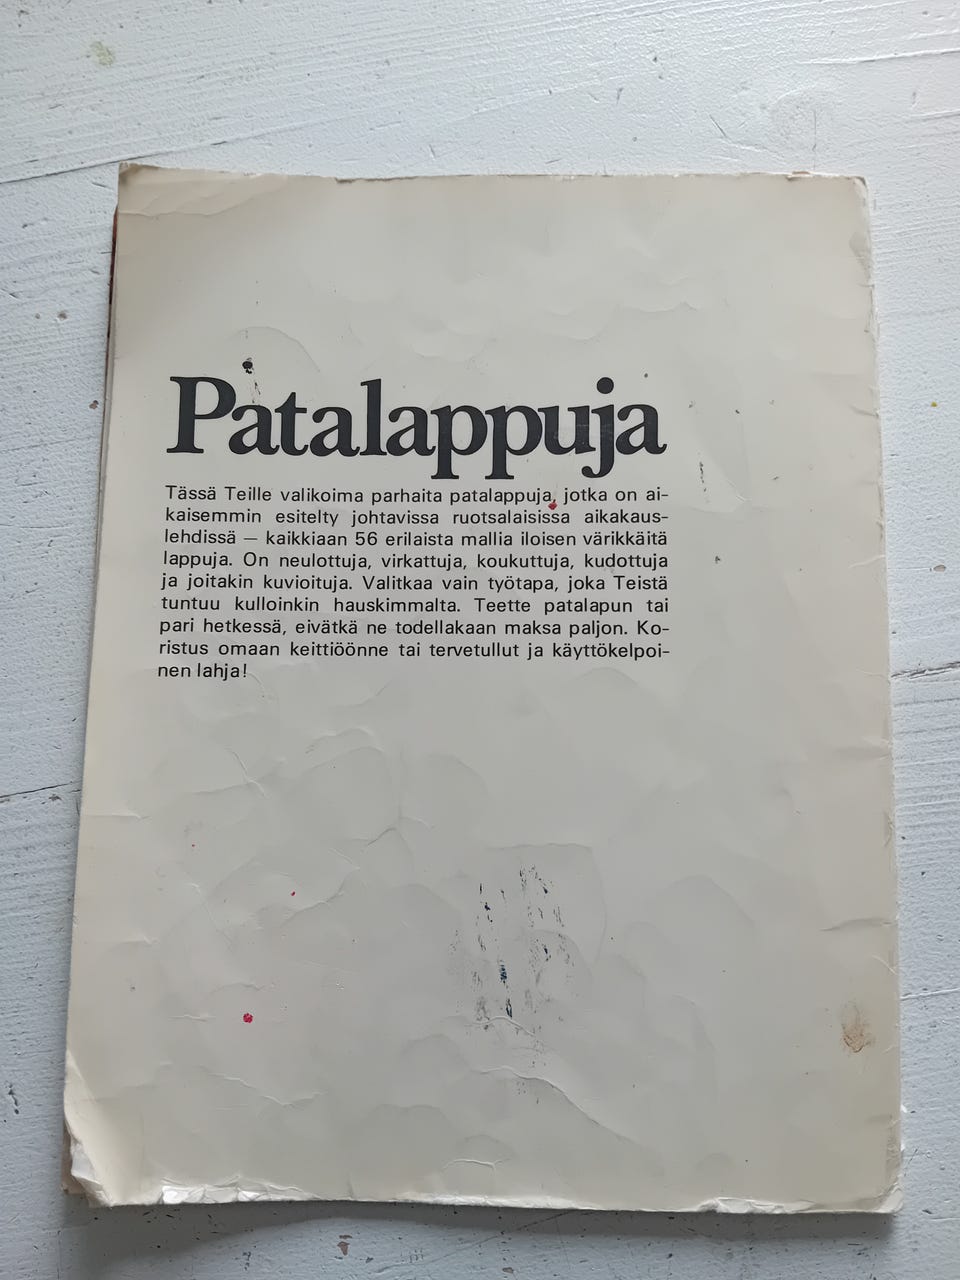 Patalappuja
Tässä Teille valikoima parhaita patalappuja, jotka on ai-
kaisemmin esitelty johtavissa ruotsalaisissa aikakaus-
lehdissä — kaikkiaan 56 erilaista mallia iloisen värikkäitä
lappuja. On neulottuja, virkattuja, koukuttuja, kudottuja
ja joitakin kuvioituja. Valitkaa vain työtapa, joka Teistä
tuntuu kulloinkin hauskimmalta. Teette patalapun tai
pari hetkessä, eivätkä ne todellakaan maksa paljon. Ko-
ristus omaan keittiöönne tai tervetullut ja käyttökelpoi-
nen lahja!